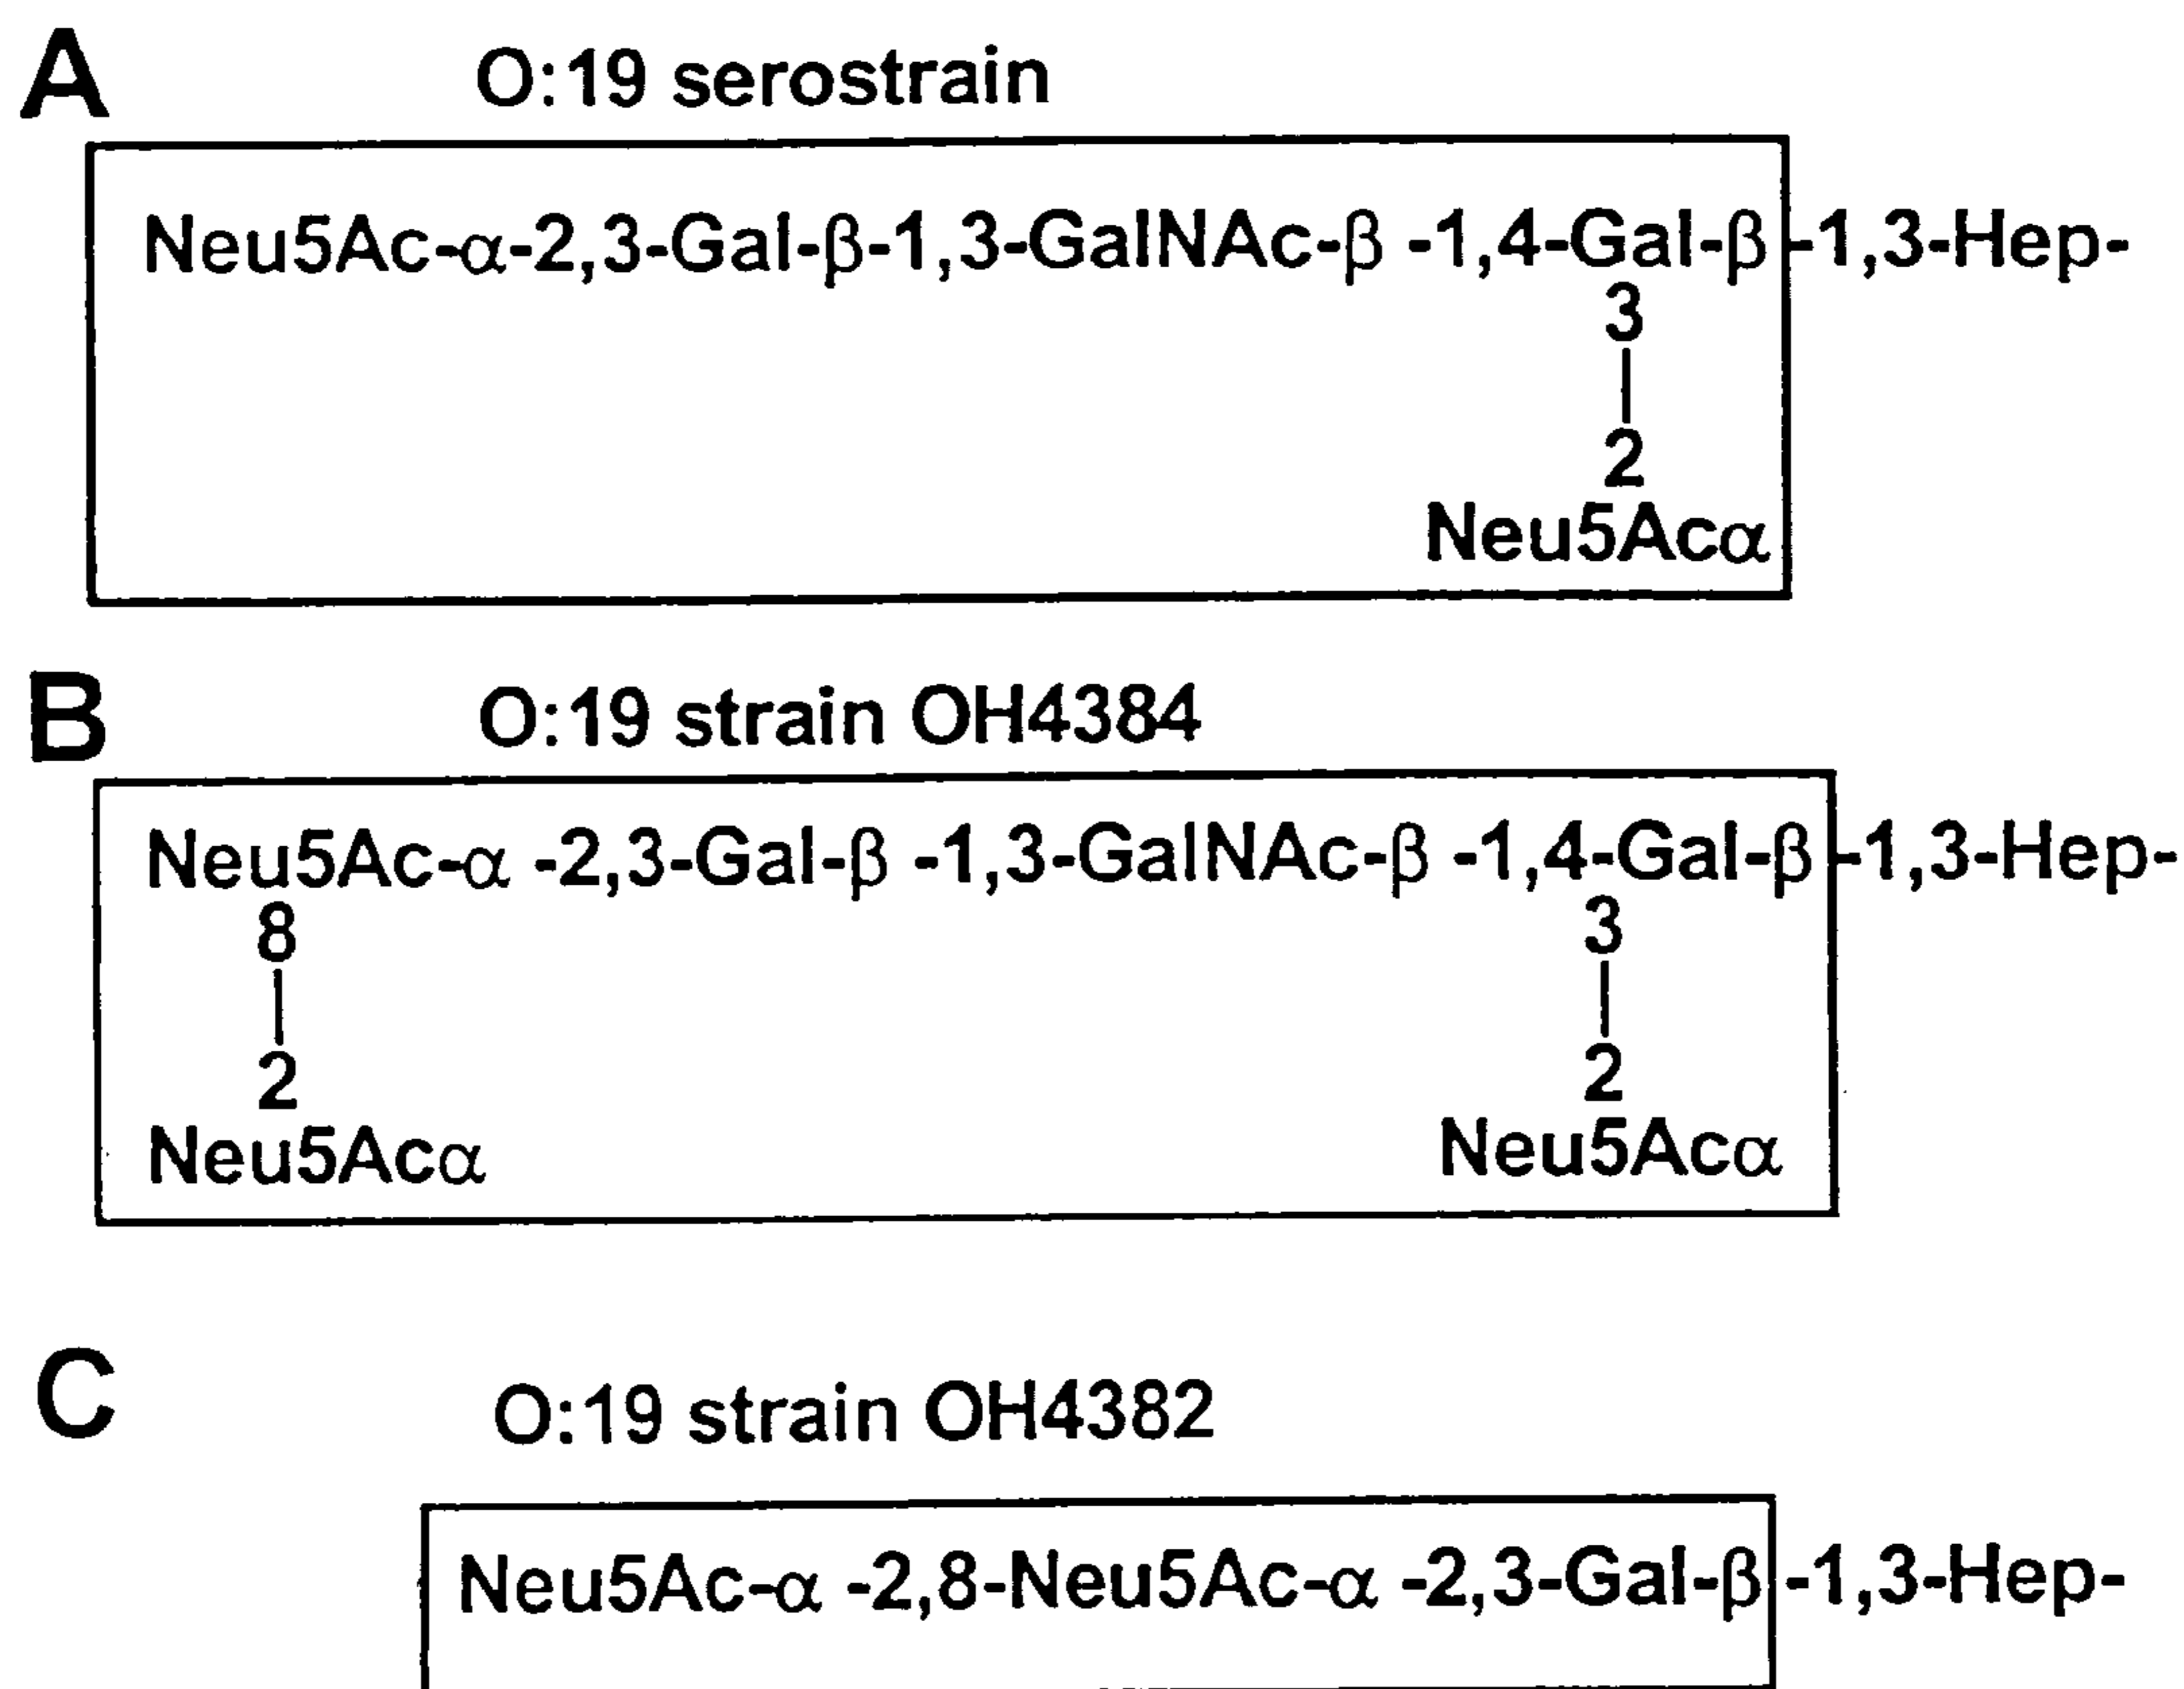 A
O:19 serostrain
Neu5Ac-α-2,3-Gal-β-1,3-GalNAc-β -1,4-Gal-β-1,3-Hep-
3
2
Neu5Acα
B
O:19 strain OH4384
Neu5Ac-α -2,3-Gal-β -1,3-GalNAc-β -1,4-Gal-β-1,3-Hep-
8 3
2 2
Neu5Acα Neu5Acα
C
O:19 strain OH4382
Neu5Ac-α -2,8-Neu5Ac-α -2,3-Gal-β -1,3-Hep-